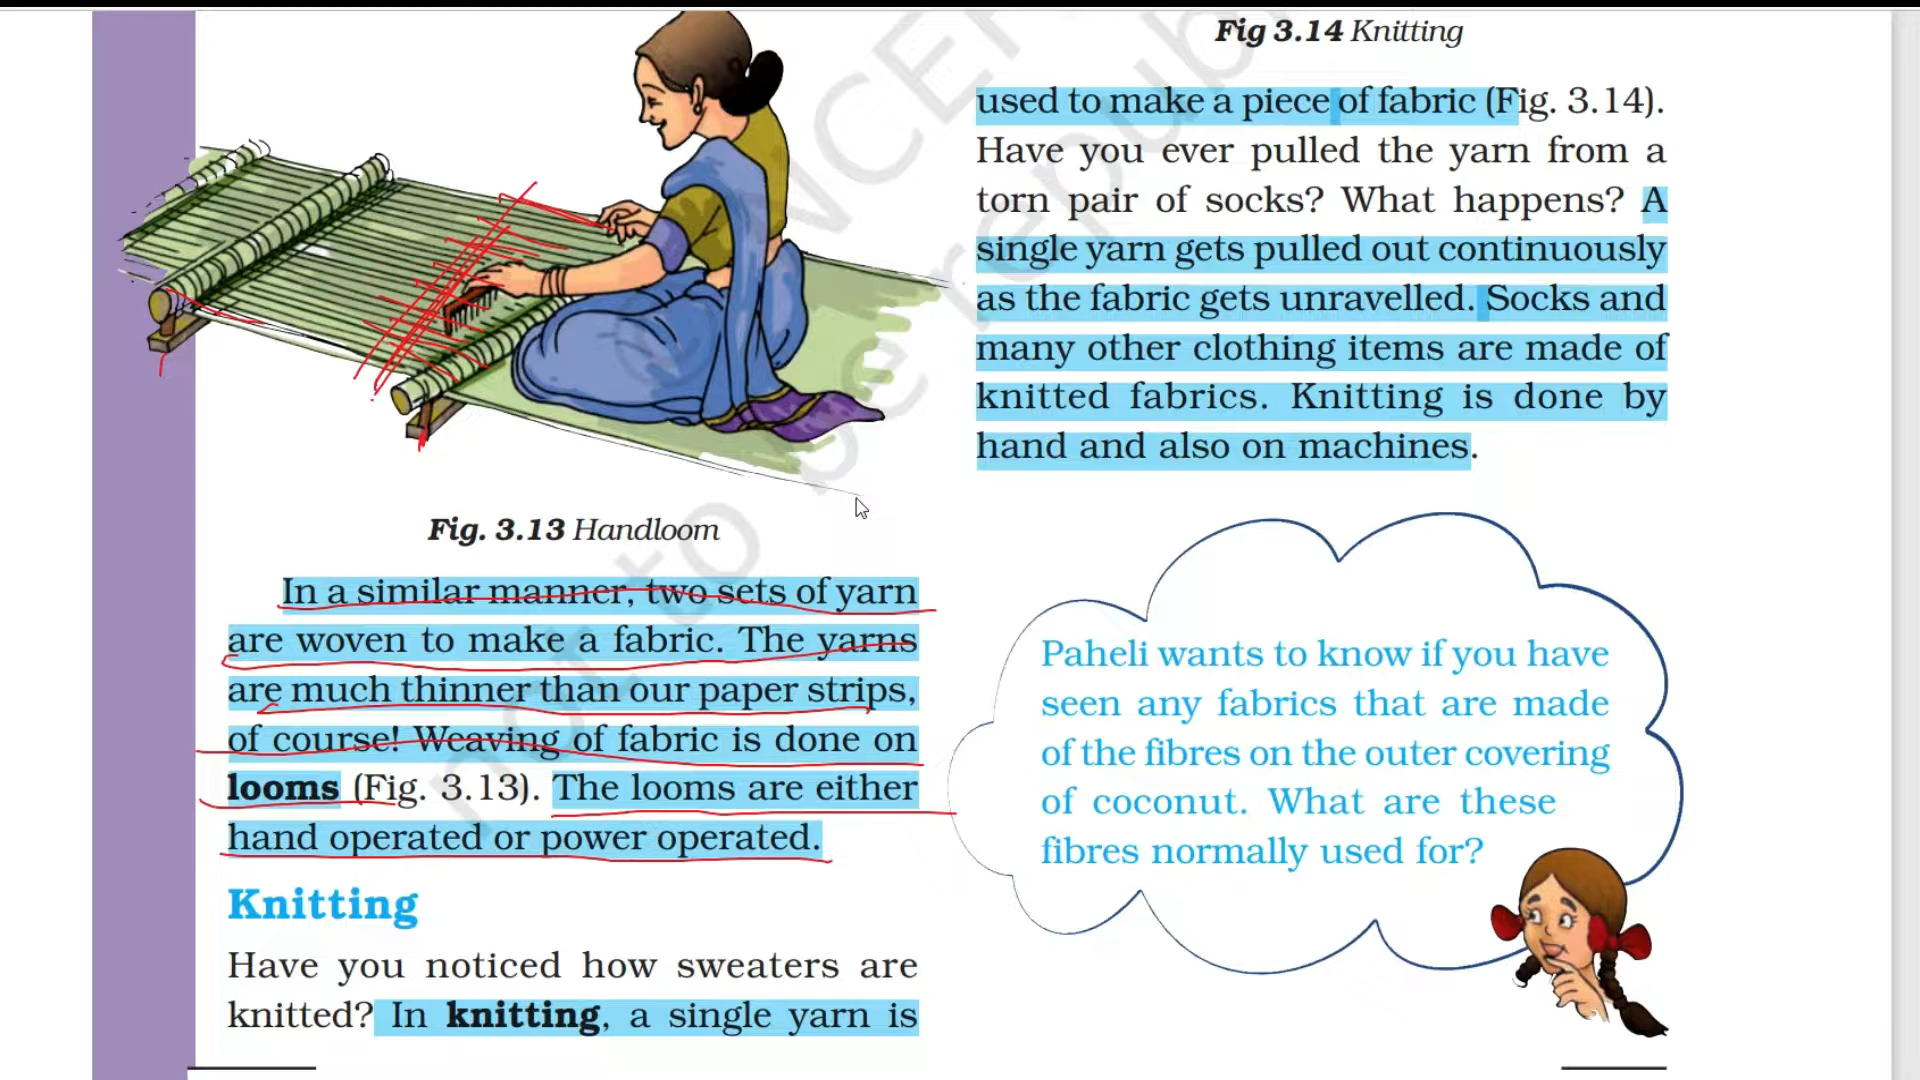 Fig. 3.13 Handloom
In a similar manner, two sets of yarn
are woven to make a fabric. The yarns
are much thinner than our paper strips,
of course! Weaving of fabric is done on
looms (Fig. 3.13). The looms are either
hand operated or power operated.
Knitting
Have you noticed how sweaters are
knitted? In knitting, a single yarn is
Fig 3.14 Knitting
used to make a piece of fabric (Fig. 3.14).
Have you ever pulled the yarn from a
torn pair of socks? What happens? A
single yarn gets pulled out continuously
as the fabric gets unravelled. Socks and
many other clothing items are made of
knitted fabrics. Knitting is done by
hand and also on machines.
Paheli wants to know if you have
seen any fabrics that are made
of the fibres on the outer covering
of coconut. What are these
fibres normally used for?